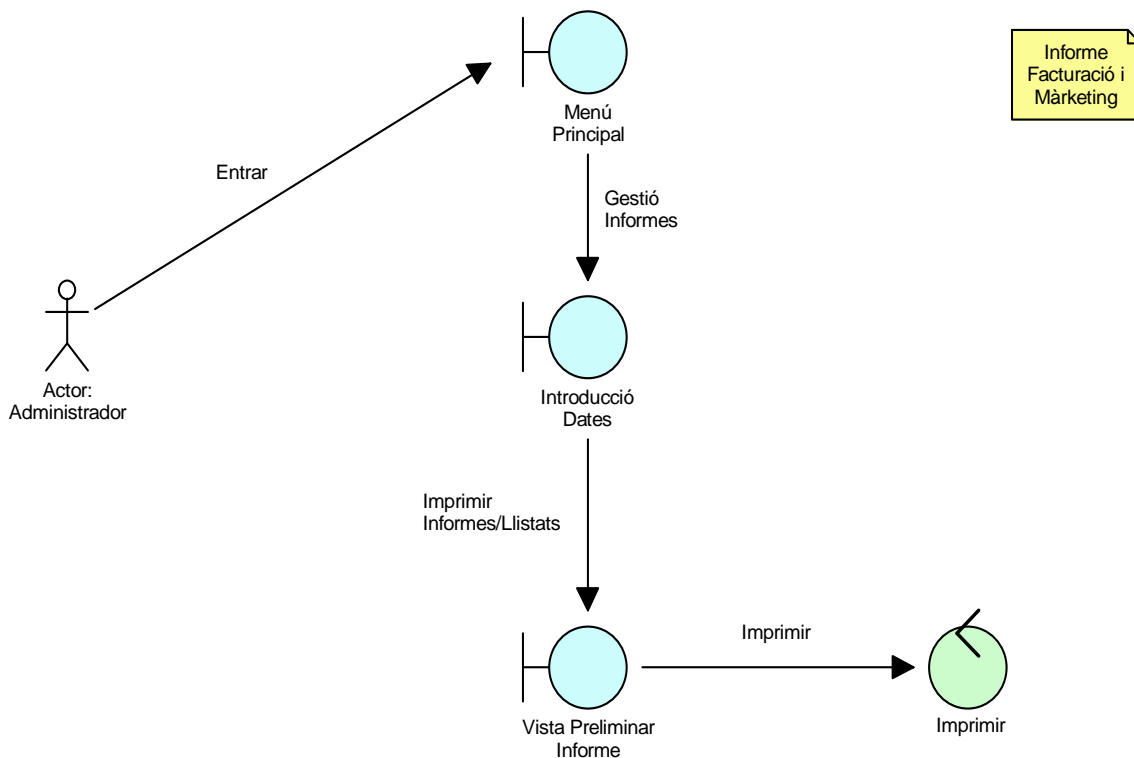 Informe
Facturació i
Màrketing
Menú
Principal
Entrar
Gestió
Informes
Actor:
Administrador
Introducció
Dates
Imprimir
Informes/Llistats
Imprimir
Vista Preliminar
Informe
Imprimir